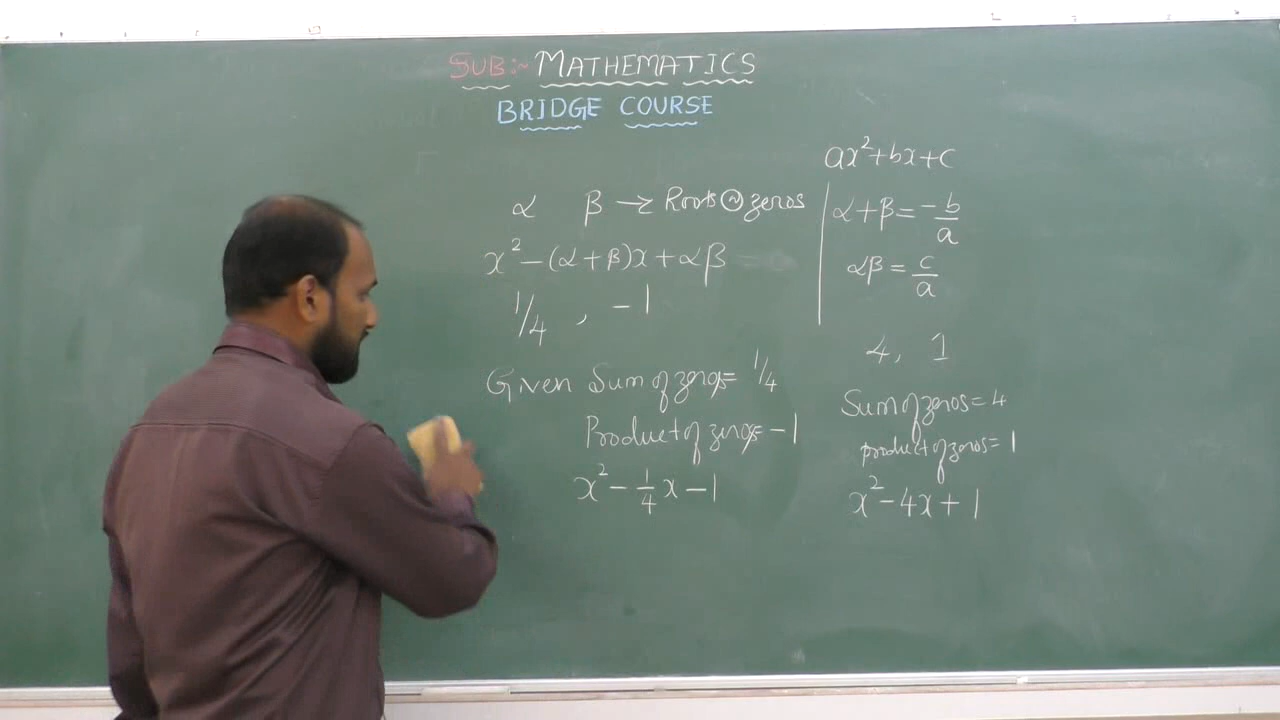 SUB:- MATHEMATICS
BRIDGE COURSE
α β → Roots (or) zeros
x² - (α + β)x + αβ
1/4 , -1
Given Sum of zeros = 1/4
Product of zeros = -1
x² - 1/4 x - 1
ax² + bx + c
α + β = -b/a
αβ = c/a
4, 1
Sum of zeros = 4
product of zeros = 1
x² - 4x + 1